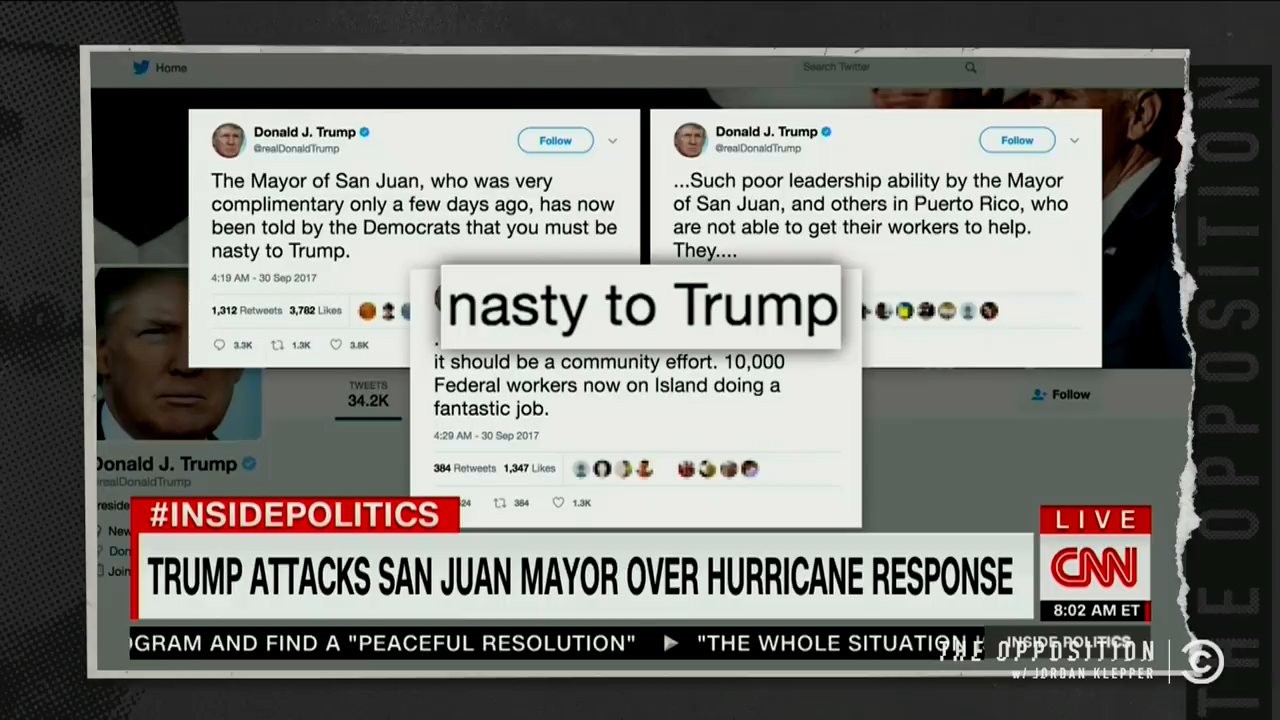 Home
Search Twitter
Donald J. Trump
@realDonaldTrump
Follow
The Mayor of San Juan, who was very
complimentary only a few days ago, has now
been told by the Democrats that you must be
nasty to Trump.
4:19 AM - 30 Sep 2017
1,312 Retweets 3,782 Likes
3.3K 1.3K 3.8K
Donald J. Trump
@realDonaldTrump
Follow
...Such poor leadership ability by the Mayor
of San Juan, and others in Puerto Rico, who
are not able to get their workers to help.
They....
nasty to Trump
it should be a community effort. 10,000
Federal workers now on Island doing a
fantastic job.
4:29 AM - 30 Sep 2017
384 Retweets 1,347 Likes
24 384 1.3K
TWEETS
34.2K
Follow
Donald J. Trump
realDonaldTrump
#INSIDEPOLITICS
TRUMP ATTACKS SAN JUAN MAYOR OVER HURRICANE RESPONSE
LIVE
CNN
8:02 AM ET
OGRAM AND FIND A "PEACEFUL RESOLUTION" ▶ "THE WHOLE SITUATION
INSIDE POLITICS
THE OPPOSITION
W/ JORDAN KLEPPER
THE OPPOSITION